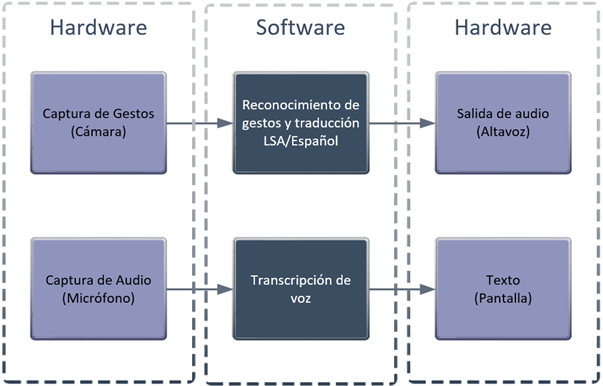 Hardware
Software
Hardware
Captura de Gestos
(Cámara)
Reconocimiento de
gestos y traducción
LSA/Español
Salida de audio
(Altavoz)
Captura de Audio
(Micrófono)
Transcripción de
voz
Texto
(Pantalla)